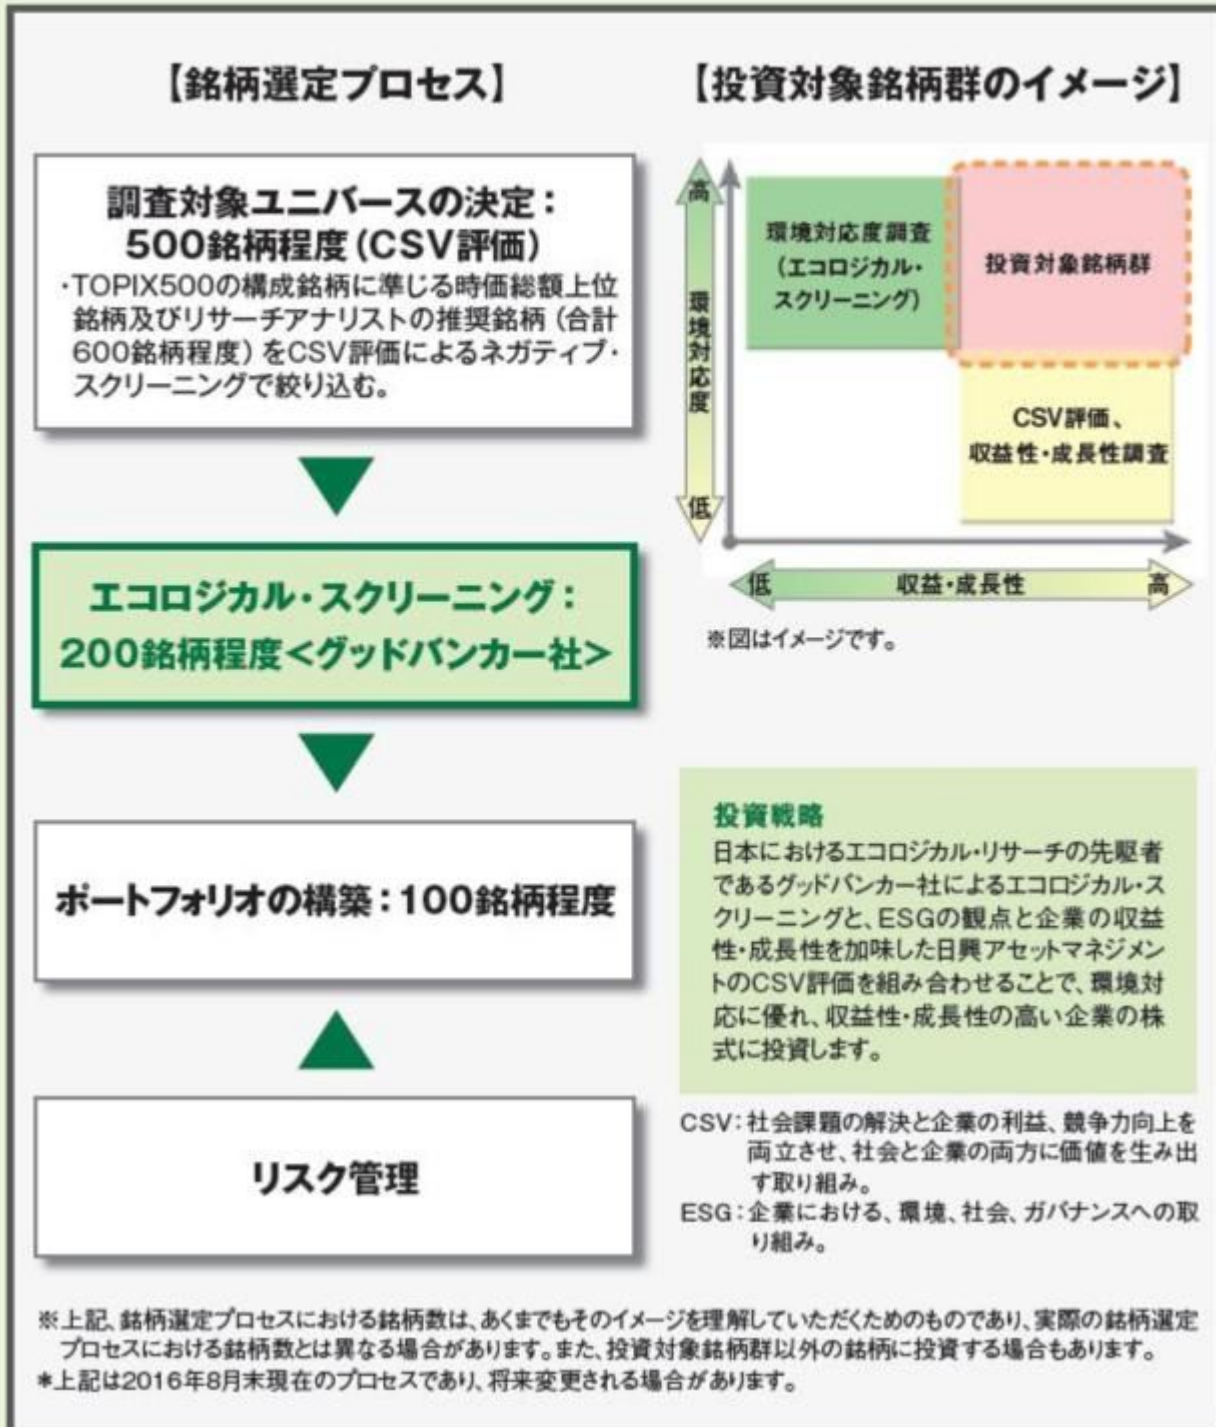 【銘柄選定プロセス】
調査対象ユニバースの決定：
500銘柄程度（CSV評価）
・TOPIX500の構成銘柄に準じる時価総額上位
銘柄及びリサーチアナリストの推奨銘柄（合計
600銘柄程度）をCSV評価によるネガティブ・
スクリーニングで絞り込む。
エコロジカル・スクリーニング：
200銘柄程度＜グッドバンカー社＞
ポートフォリオの構築：100銘柄程度
リスク管理
【投資対象銘柄群のイメージ】
高
環境対応度
低
環境対応度調査
（エコロジカル・
スクリーニング）
投資対象銘柄群
CSV評価、
収益性・成長性調査
低 収益・成長性 高
※図はイメージです。
投資戦略
日本におけるエコロジカル・リサーチの先駆者
であるグッドバンカー社によるエコロジカル・ス
クリーニングと、ESGの観点と企業の収益
性・成長性を加味した日興アセットマネジメン
トのCSV評価を組み合わせることで、環境対
応に優れ、収益性・成長性の高い企業の株
式に投資します。
CSV：社会課題の解決と企業の利益、競争力向上を
両立させ、社会と企業の両方に価値を生み出
す取り組み。
ESG：企業における、環境、社会、ガバナンスへの取
り組み。
※上記、銘柄選定プロセスにおける銘柄数は、あくまでもそのイメージを理解していただくためのものであり、実際の銘柄選定
プロセスにおける銘柄数とは異なる場合があります。また、投資対象銘柄群以外の銘柄に投資する場合もあります。
＊上記は2016年8月末現在のプロセスであり、将来変更される場合があります。